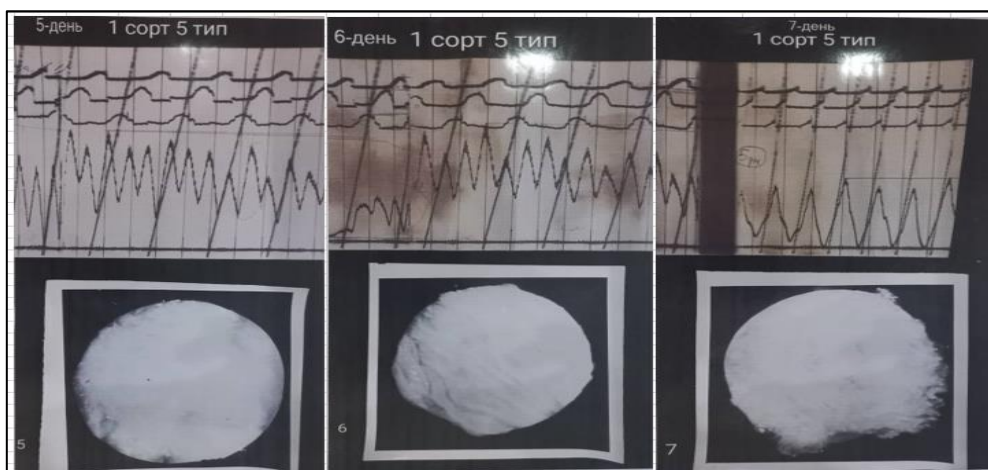 5-день 1 сорт 5 тип
6-день 1 сорт 5 тип
7-день
1 сорт 5 тип
5
6
7